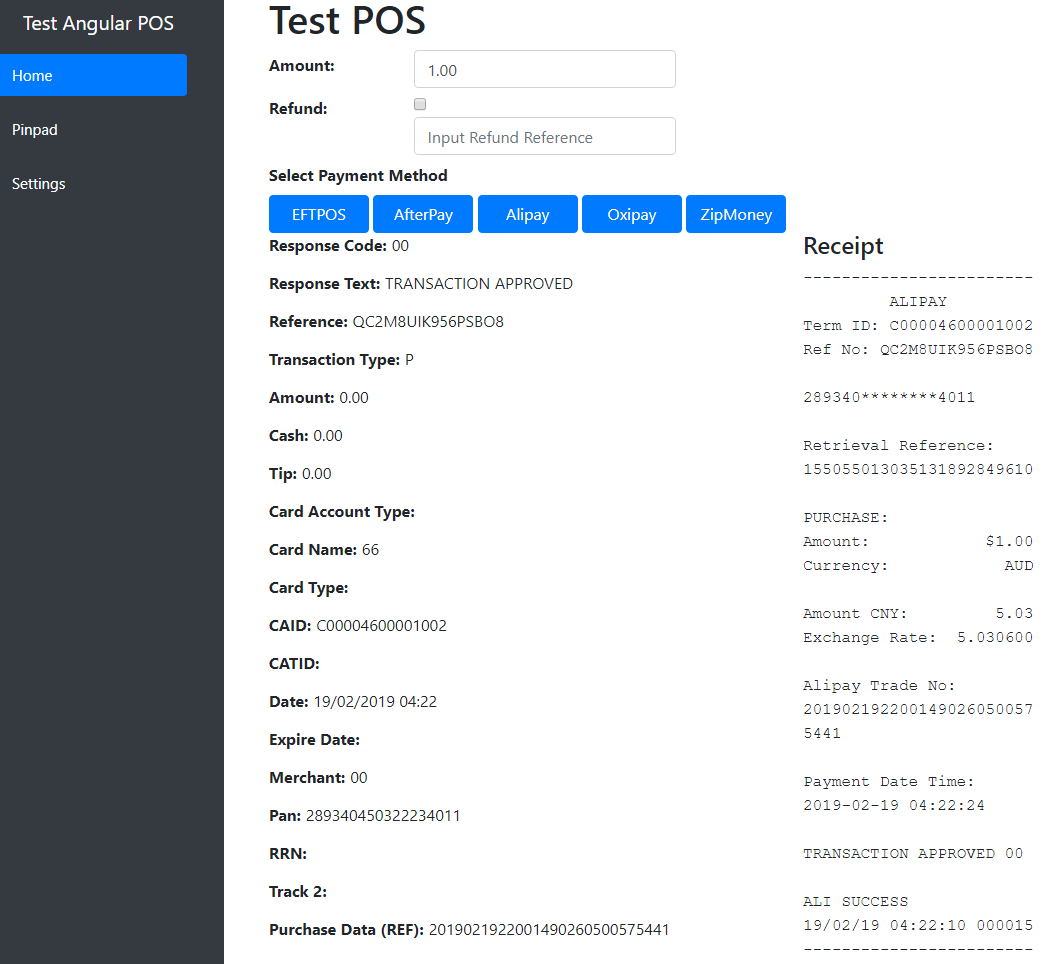 Test Angular POS
Home
Pinpad
Settings
Test POS
Amount:
1.00
Refund:
Input Refund Reference
Select Payment Method
EFTPOS AfterPay Alipay Oxipay ZipMoney
Response Code: 00
Response Text: TRANSACTION APPROVED
Reference: QC2M8UIK956PSBO8
Transaction Type: P
Amount: 0.00
Cash: 0.00
Tip: 0.00
Card Account Type:
Card Name: 66
Card Type:
CAID: C00004600001002
CATID:
Date: 19/02/2019 04:22
Expire Date:
Merchant: 00
Pan: 289340450322234011
RRN:
Track 2:
Purchase Data (REF): 2019021922001490260500575441
Receipt
------------------------
ALIPAY
Term ID: C00004600001002
Ref No: QC2M8UIK956PSBO8
289340********4011
Retrieval Reference:
155055013035131892849610
PURCHASE:
Amount: $1.00
Currency: AUD
Amount CNY: 5.03
Exchange Rate: 5.030600
Alipay Trade No:
201902192200149026050057
5441
Payment Date Time:
2019-02-19 04:22:24
TRANSACTION APPROVED 00
ALI SUCCESS
19/02/19 04:22:10 000015
------------------------